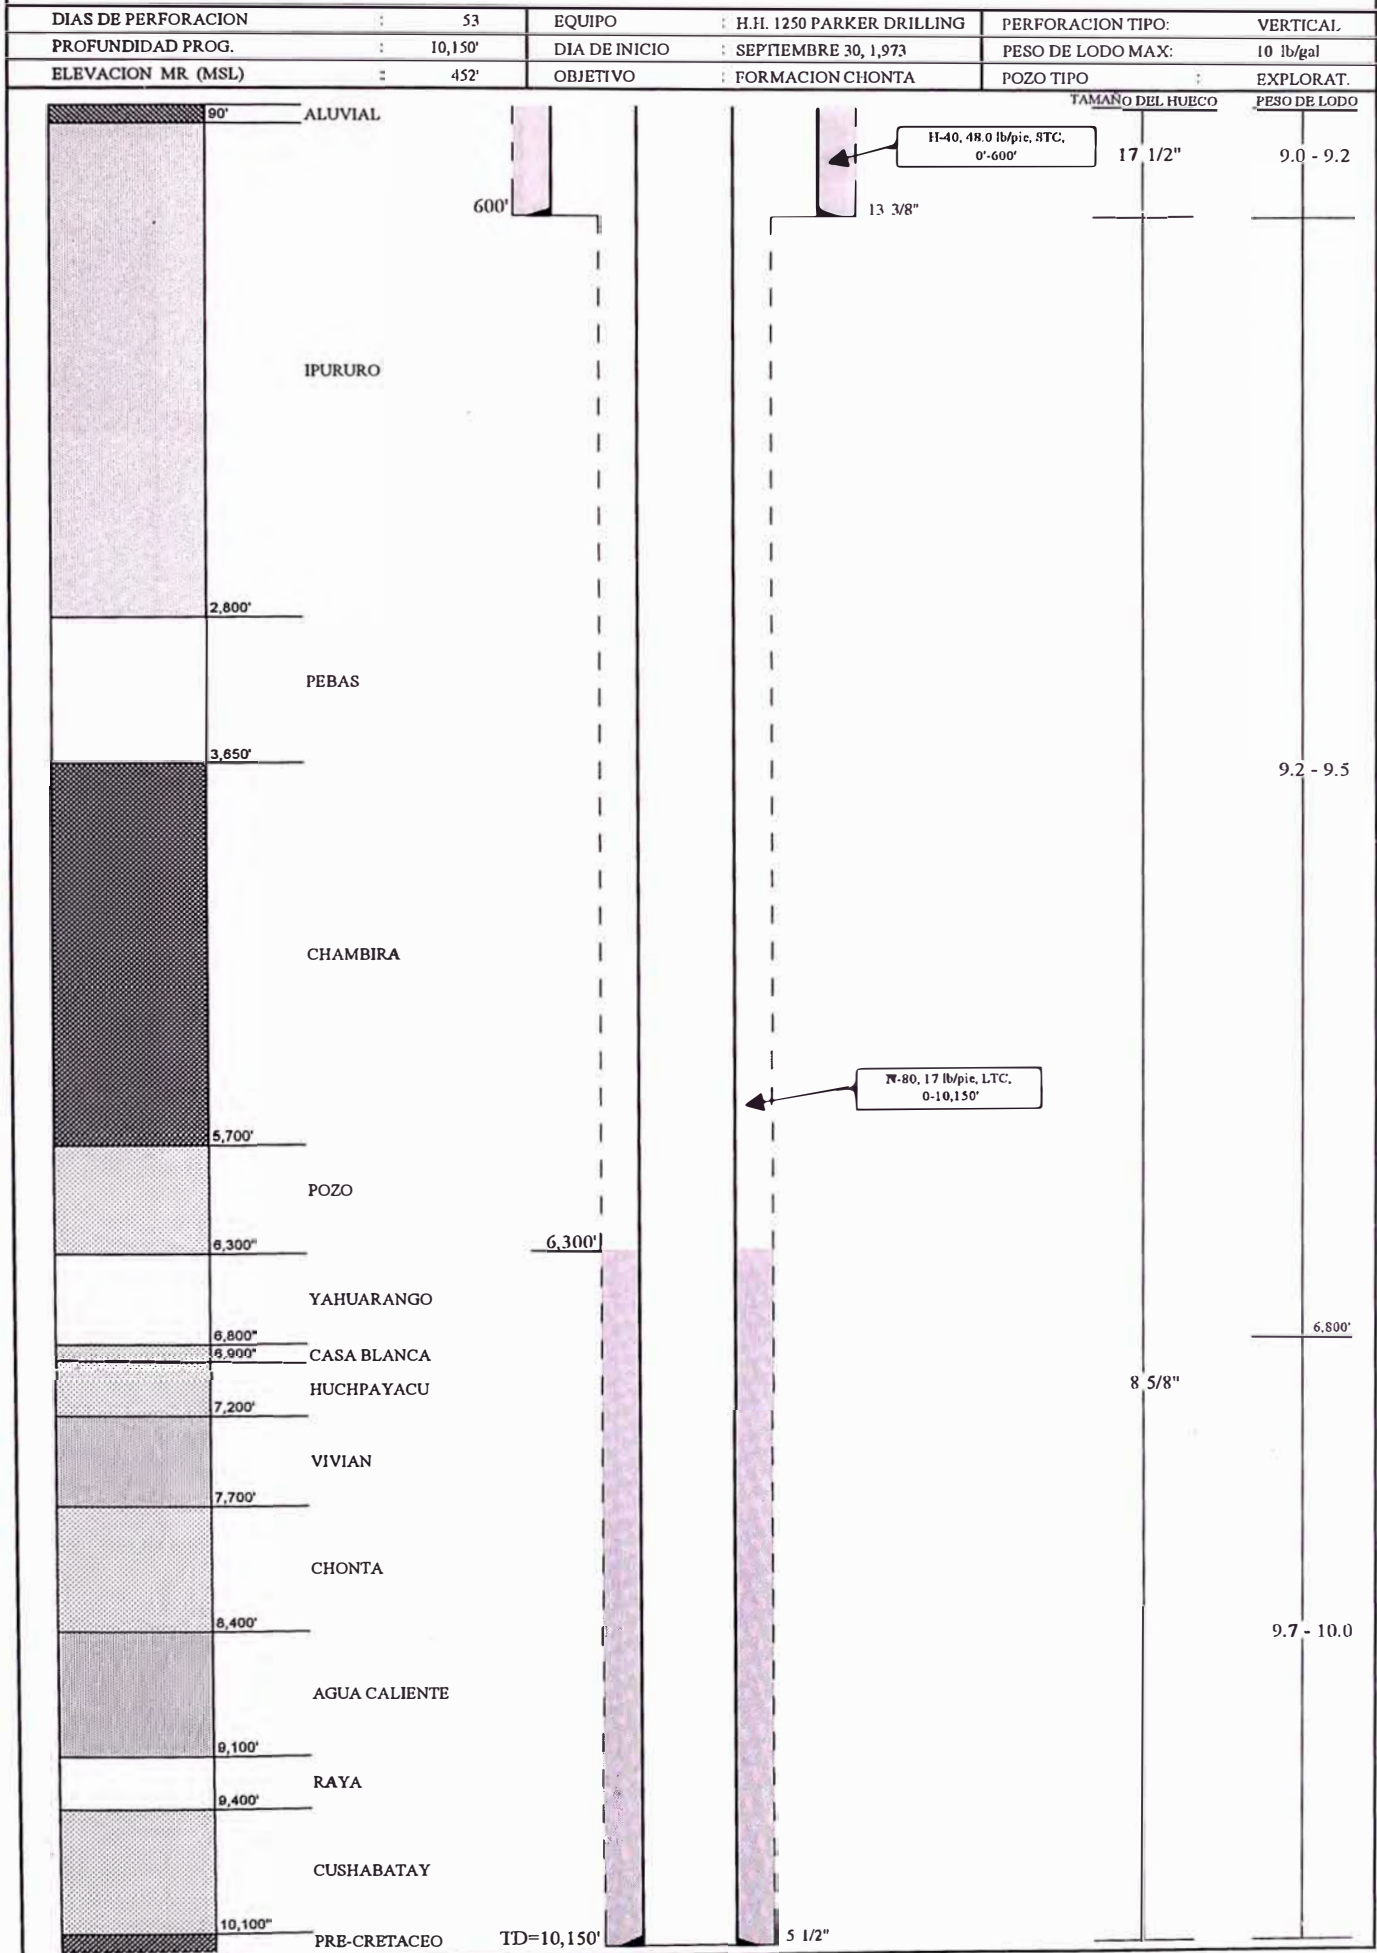 DIAS DE PERFORACION : 53 EQUIPO : H.H. 1250 PARKER DRILLING PERFORACION TIPO: VERTICAL
PROFUNDIDAD PROG. : 10,150' DIA DE INICIO : SEPTIEMBRE 30, 1,973 PESO DE LODO MAX: 10 lb/gal
ELEVACION MR (MSL) : 452' OBJETIVO : FORMACION CHONTA POZO TIPO : EXPLORAT.
TAMAÑO DEL HUECO PESO DE LODO
90' ALUVIAL
H-40, 48.0 lb/pie, STC,
0'-600'
17 1/2" 9.0 - 9.2
600' 13 3/8"
IPURURO
2,800'
PEBAS
3,650'
9.2 - 9.5
CHAMBIRA
N-80, 17 lb/pie, LTC,
0-10,150'
5,700'
POZO
6,300" 6,300'
YAHUARANGO
6,800" 6,800'
6,900" CASA BLANCA
HUCHPAYACU 8 5/8"
7,200'
VIVIAN
7,700'
CHONTA
8,400' 9.7 - 10.0
AGUA CALIENTE
9,100'
RAYA
9,400'
CUSHABATAY
10,100"
PRE-CRETACEO TD=10,150' 5 1/2"